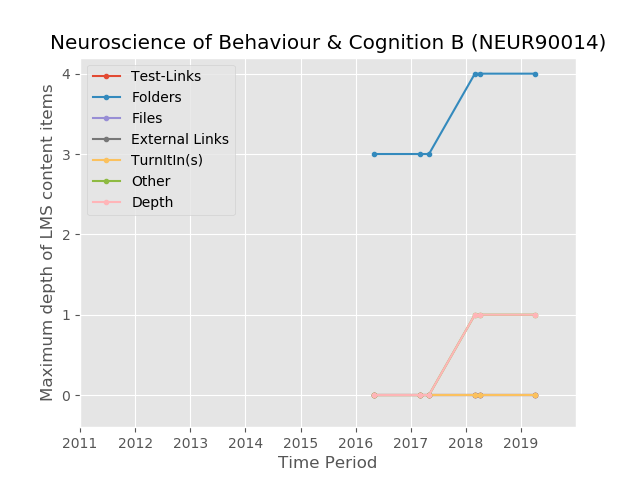 Neuroscience of Behaviour & Cognition B (NEUR90014)
Test-Links
Folders
Files
External Links
TurnItIn(s)
Other
Depth
Maximum depth of LMS content items
4
3
2
1
0
2011 2012 2013 2014 2015 2016 2017 2018 2019
Time Period